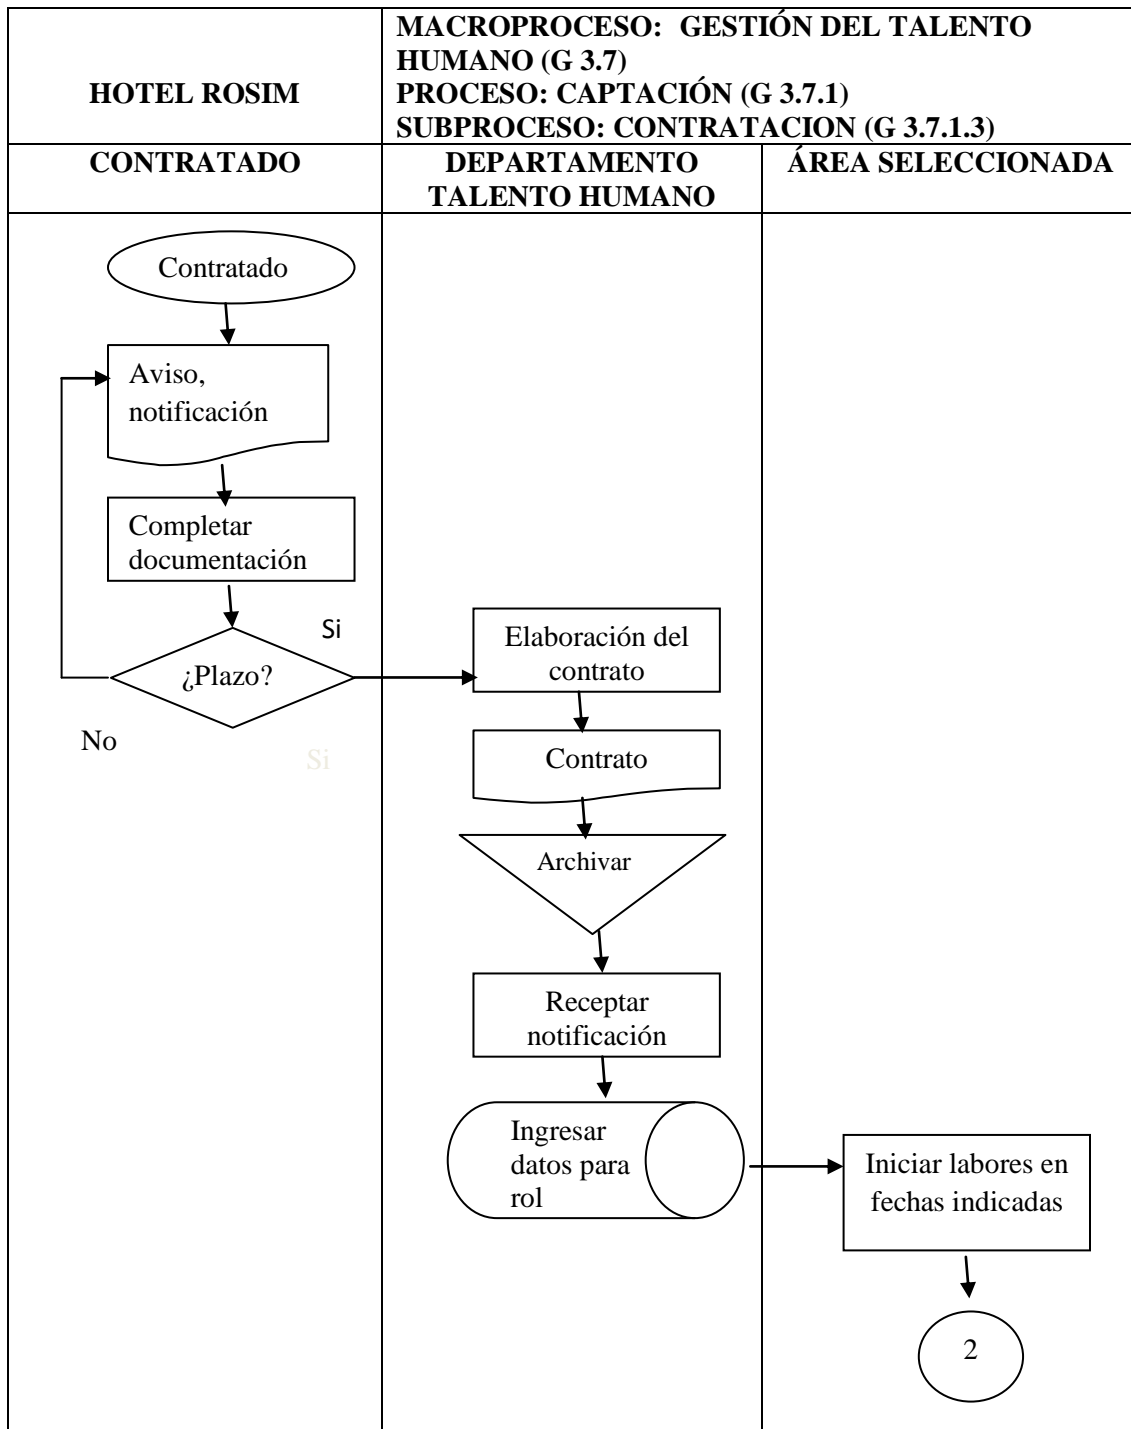 HOTEL ROSIM
MACROPROCESO: GESTIÓN DEL TALENTO
HUMANO (G 3.7)
PROCESO: CAPTACIÓN (G 3.7.1)
SUBPROCESO: CONTRATACION (G 3.7.1.3)
CONTRATADO
DEPARTAMENTO
TALENTO HUMANO
ÁREA SELECCIONADA
Contratado
Aviso,
notificación
Completar
documentación
¿Plazo?
Si
No
Si
Elaboración del
contrato
Contrato
Archivar
Receptar
notificación
Ingresar
datos para
rol
Iniciar labores en
fechas indicadas
2